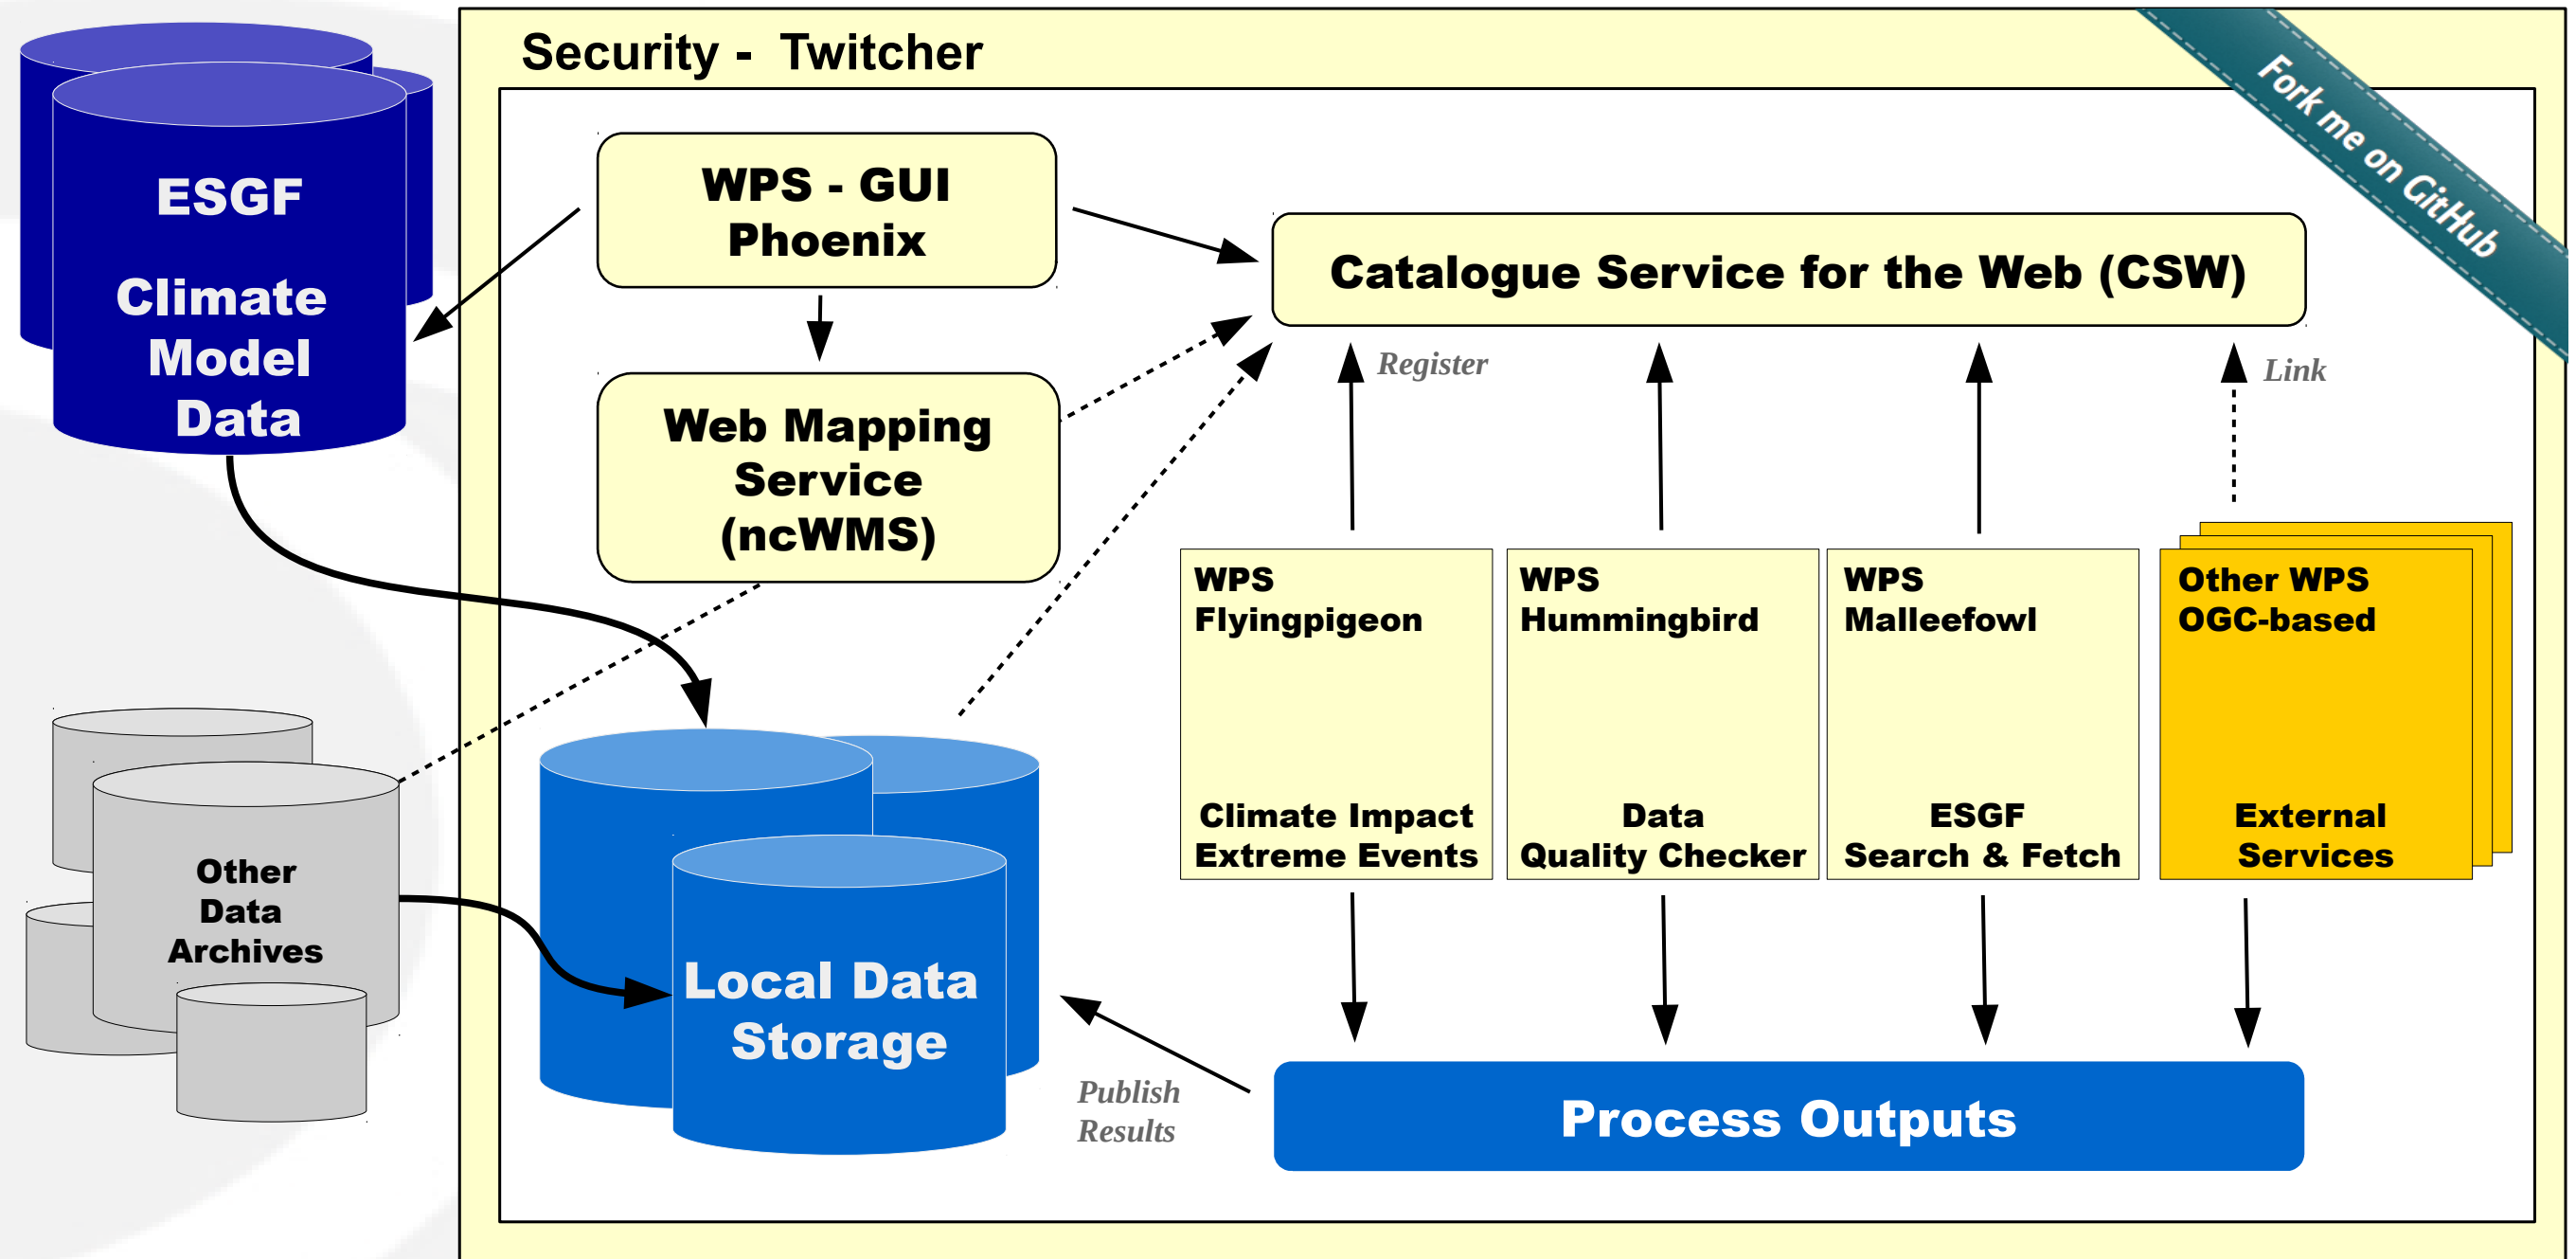 Security -  Twitcher
Fork me on GitHub
ESGF
Climate
Model
Data
WPS - GUI
Phoenix
Catalogue Service for the Web (CSW)
Register
Link
Web Mapping
Service
(ncWMS)
WPS
Flyingpigeon
Climate Impact
Extreme Events
WPS
Hummingbird
Data
Quality Checker
WPS
Malleefowl
ESGF
Search & Fetch
Other WPS
OGC-based
External
Services
Other
Data
Archives
Local Data
Storage
Publish
Results
Process Outputs